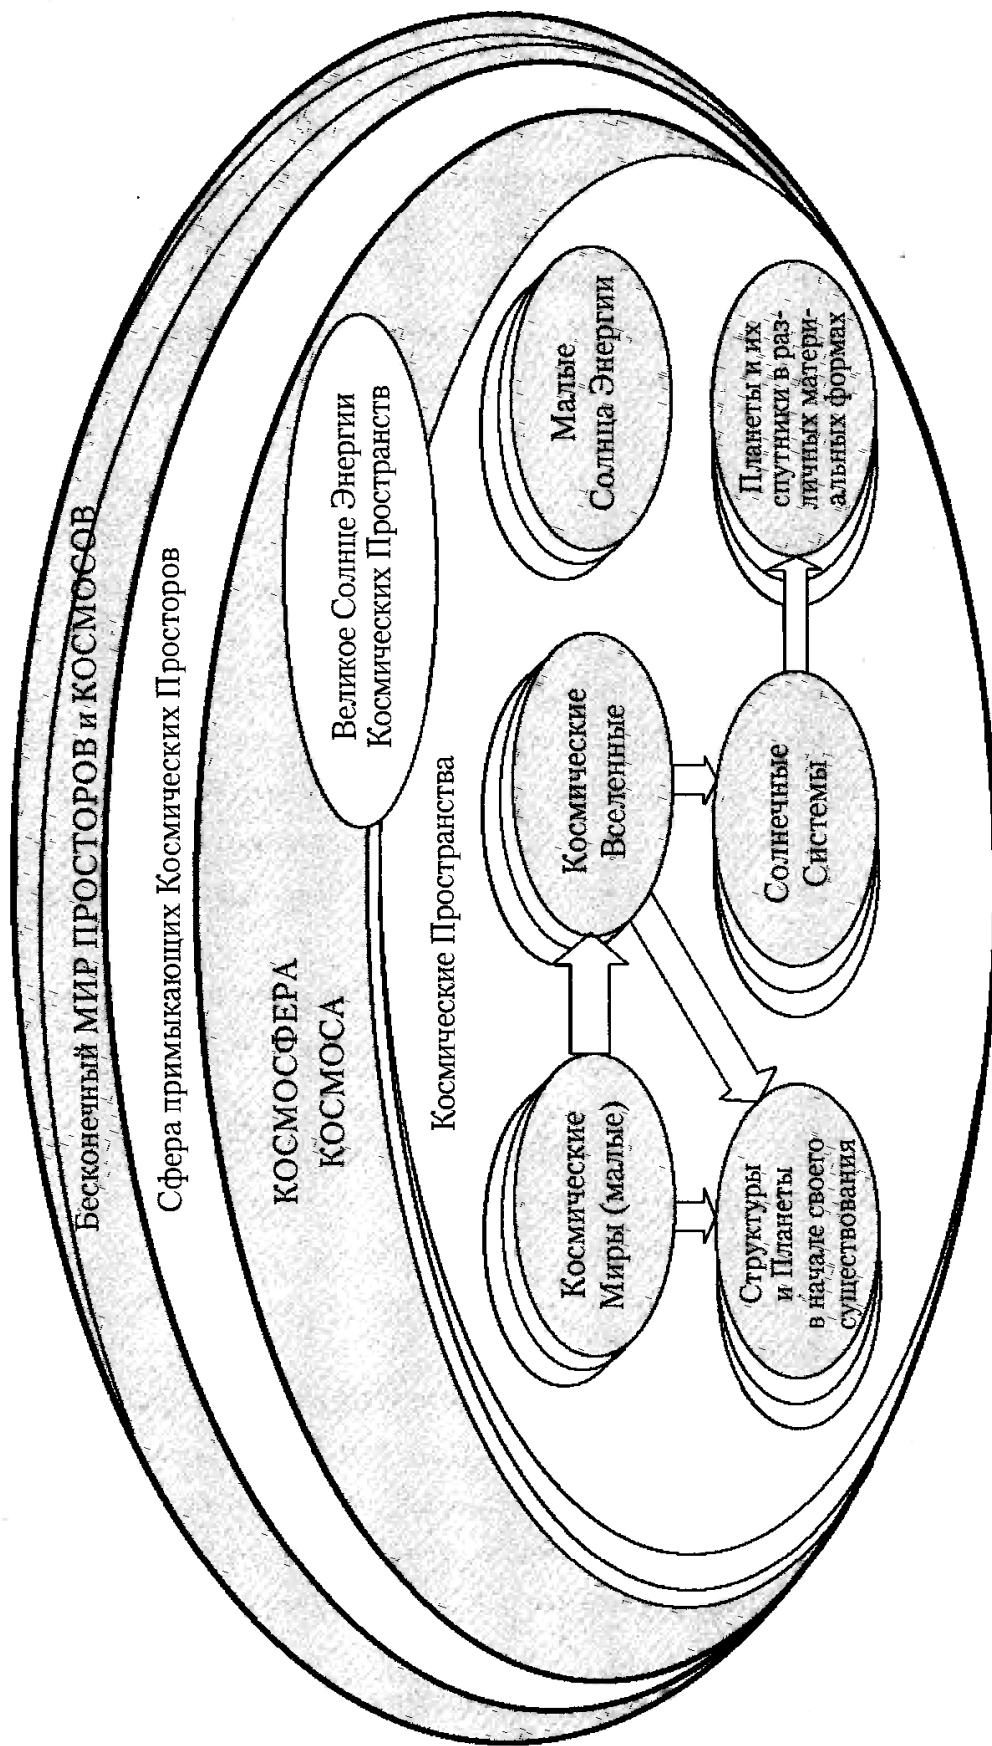 Бесконечный МИР ПРОСТОРОВ и КОСМОСОВ
Сфера примыкающих Космических Просторов
КОСМОСФЕРА
КОСМОСА
Великое Солнце Энергии
Космических Пространств
Космические Пространства
Космические
Миры (малые)
Космические
Вселенные
Малые
Солнца Энергии
Структуры
и Планеты
в начале своего
существования
Солнечные
Системы
Планеты и их
спутники в раз-
личных матери-
альных формах